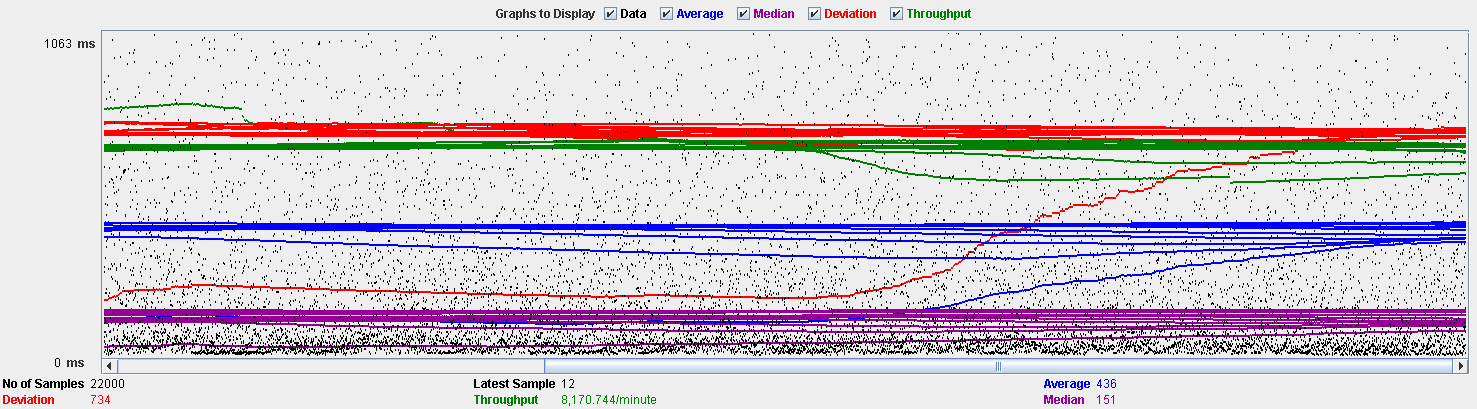 Graphs to Display Data Average Median Deviation Throughput
1063 ms
0 ms
No of Samples 22000 Latest Sample 12 Average 436
Deviation 734 Throughput 8,170.744/minute Median 151